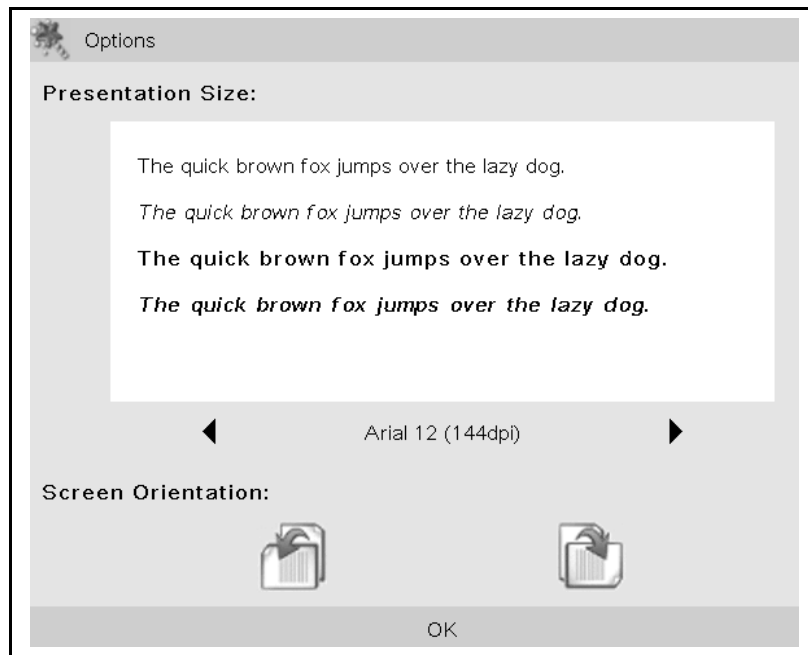 Options
Presentation Size:
The quick brown fox jumps over the lazy dog.
The quick brown fox jumps over the lazy dog.
The quick brown fox jumps over the lazy dog.
The quick brown fox jumps over the lazy dog.
Arial 12 (144dpi)
Screen Orientation:
OK